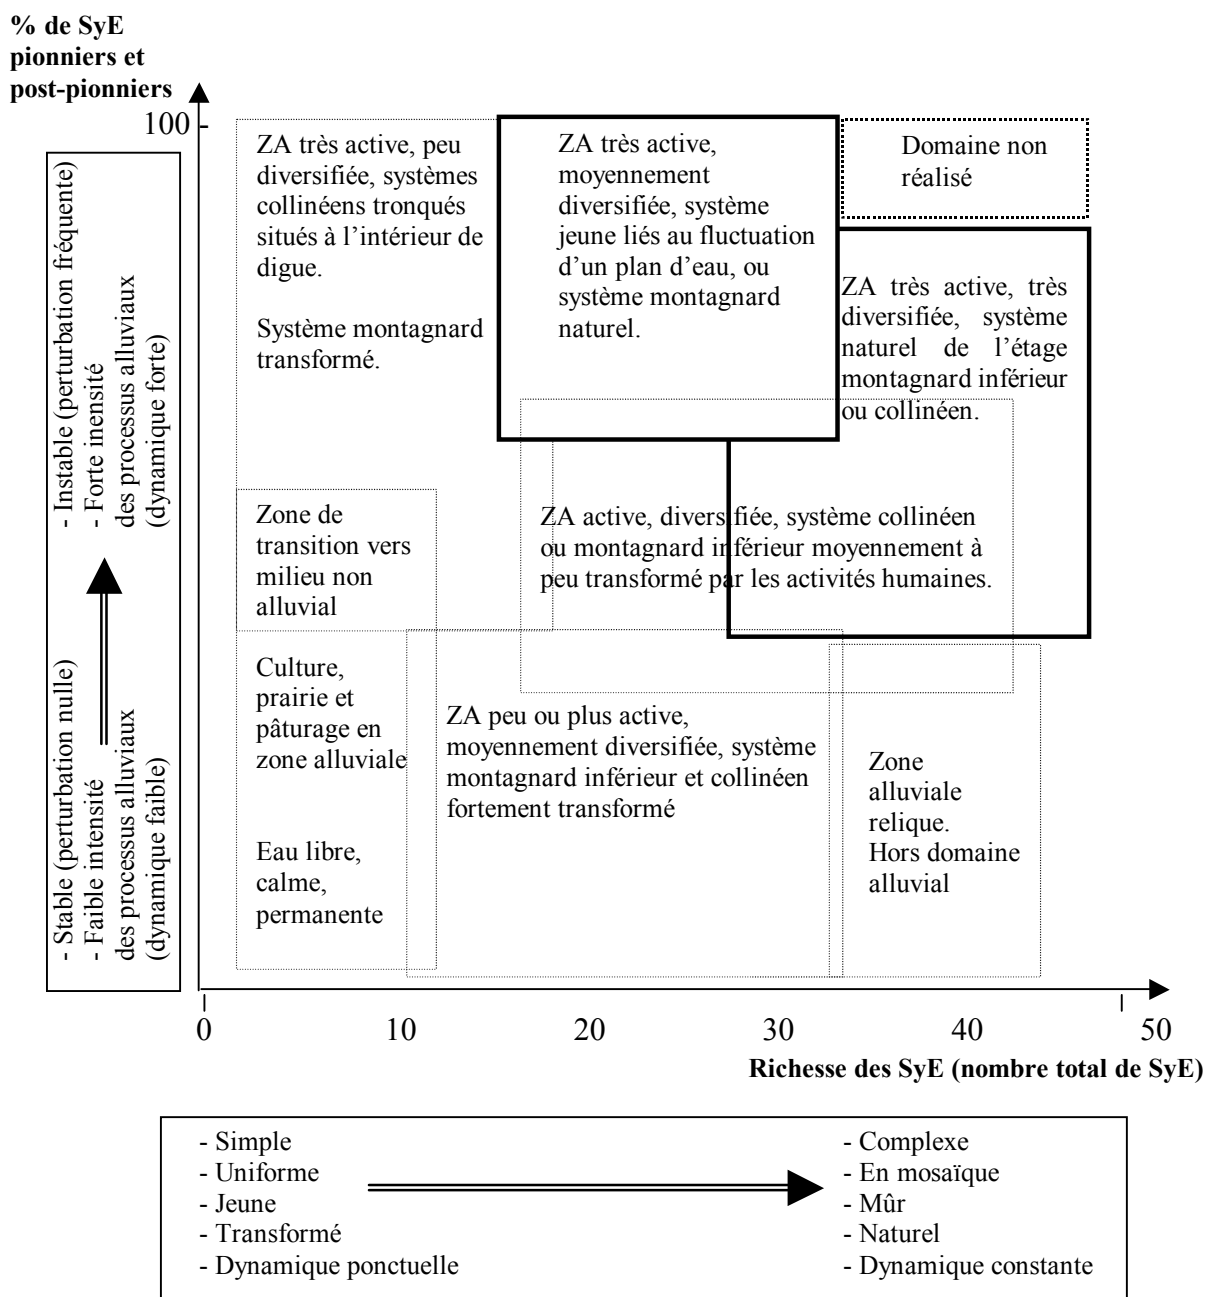 % de SyE
pionniers et
post-pionniers
100
ZA très active, peu
diversifiée, systèmes
collinéens tronqués
situés à l'intérieur de
digue.
Système montagnard
transformé.
ZA très active,
moyennement
diversifiée, système
jeune liés au fluctuation
d'un plan d'eau, ou
système montagnard
naturel.
Domaine non
réalisé
ZA très active, très
diversifiée, système
naturel de l'étage
montagnard inférieur
ou collinéen.
- Instable (perturbation fréquente)
- Forte inensité
des processus alluviaux
(dynamique forte)
Zone de
transition vers
milieu non
alluvial
ZA active, diversifiée, système collinéen
ou montagnard inférieur moyennement à
peu transformé par les activités humaines.
- Stable (perturbation nulle)
- Faible intensité
des processus alluviaux
(dynamique faible)
Culture,
prairie et
pâturage en
zone alluviale
Eau libre,
calme,
permanente
ZA peu ou plus active,
moyennement diversifiée, système
montagnard inférieur et collinéen
fortement transformé
Zone
alluviale
relique.
Hors domaine
alluvial
0 10 20 30 40 50
Richesse des SyE (nombre total de SyE)
- Simple
- Uniforme
- Jeune
- Transformé
- Dynamique ponctuelle
- Complexe
- En mosaïque
- Mûr
- Naturel
- Dynamique constante